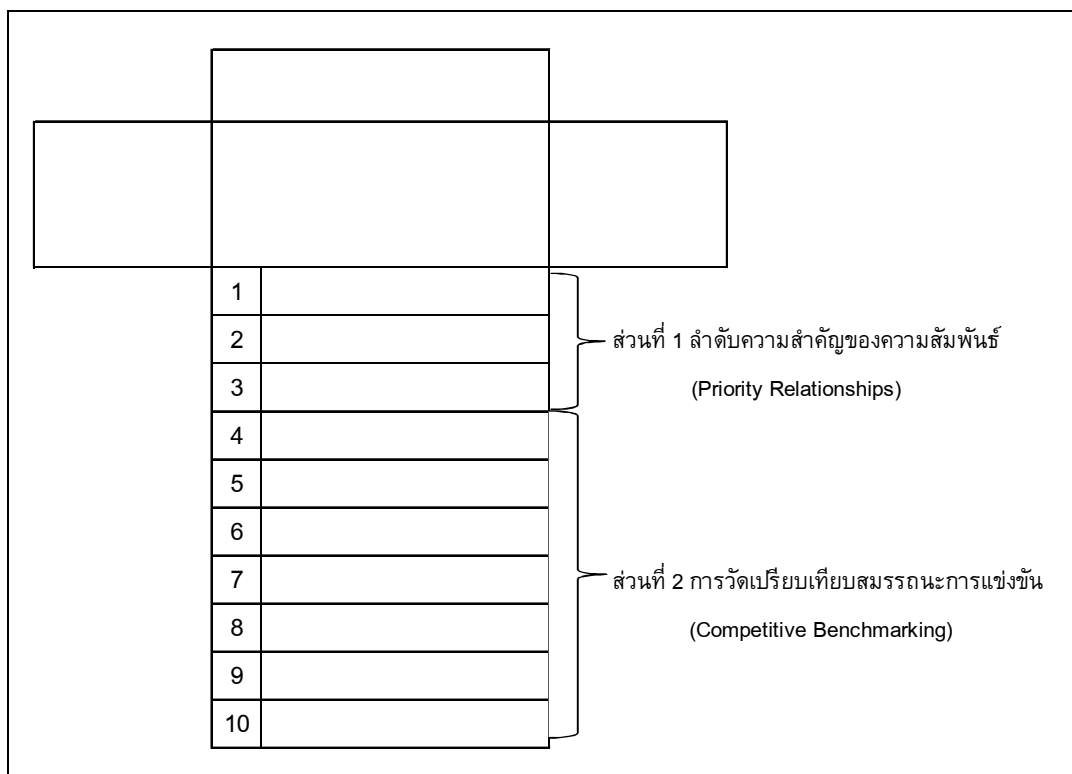 1
2
3
4
5
6
7
8
9
10
ส่วนที่ 1 ลำดับความสำคัญของความสัมพันธ์
(Priority Relationships)
ส่วนที่ 2 การวัดเปรียบเทียบสมรรถนะการแข่งขัน
(Competitive Benchmarking)